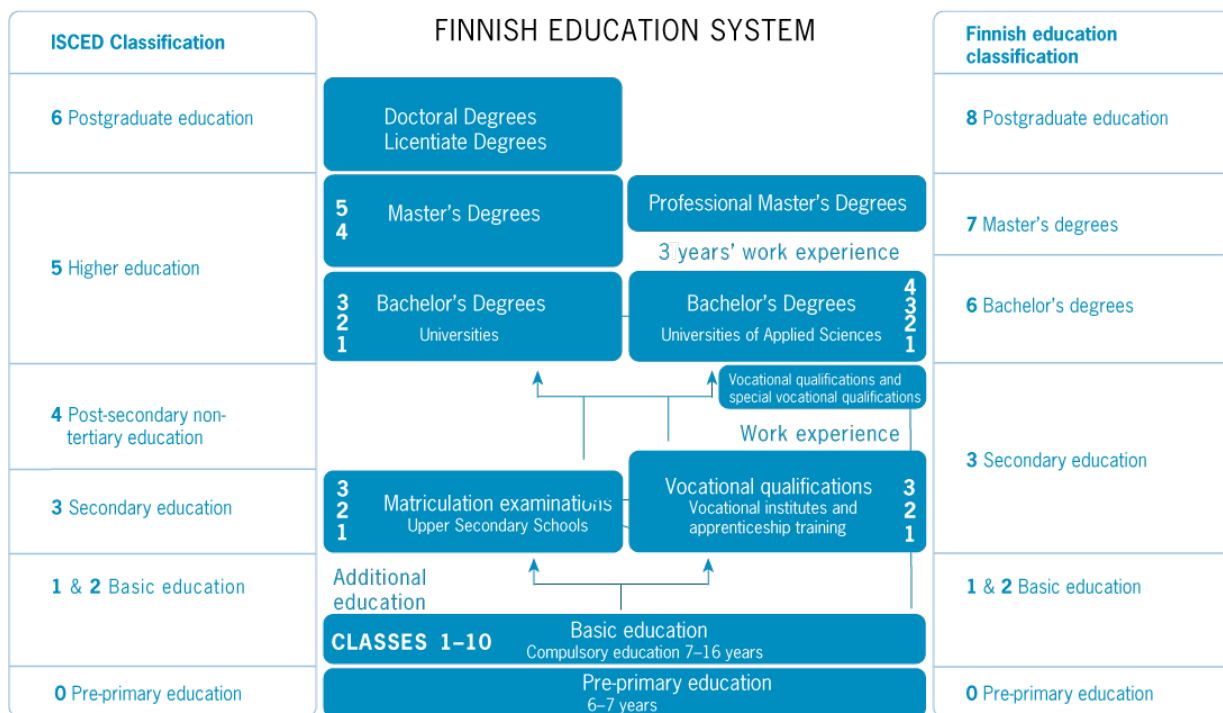 FINNISH EDUCATION SYSTEM
ISCED Classification
6 Postgraduate education
5 Higher education
4 Post-secondary non-
tertiary education
3 Secondary education
1 & 2 Basic education
0 Pre-primary education
Doctoral Degrees
Licentiate Degrees
5
4
Master's Degrees
Professional Master's Degrees
3 years' work experience
3
2
1
Bachelor's Degrees
Universities
Bachelor's Degrees
Universities of Applied Sciences
4
3
2
1
Vocational qualifications and
special vocational qualifications
Work experience
3
2
1
Matriculation examinations
Upper Secondary Schools
Vocational qualifications
Vocational institutes and
apprenticeship training
3
2
1
Additional
education
CLASSES 1–10
Basic education
Compulsory education 7–16 years
Pre-primary education
6–7 years
Finnish education
classification
8 Postgraduate education
7 Master's degrees
6 Bachelor's degrees
3 Secondary education
1 & 2 Basic education
0 Pre-primary education